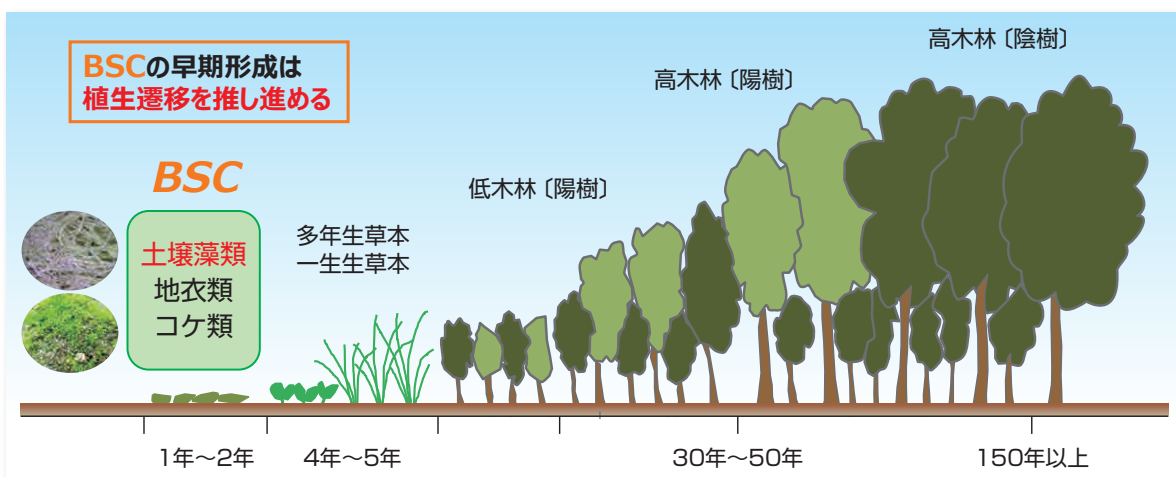 BSCの早期形成は
植生遷移を推し進める
BSC
土壌藻類
地衣類
コケ類
多年生草本
一生生草本
低木林〔陽樹〕
高木林〔陽樹〕
高木林〔陰樹〕
1年～2年
4年～5年
30年～50年
150年以上